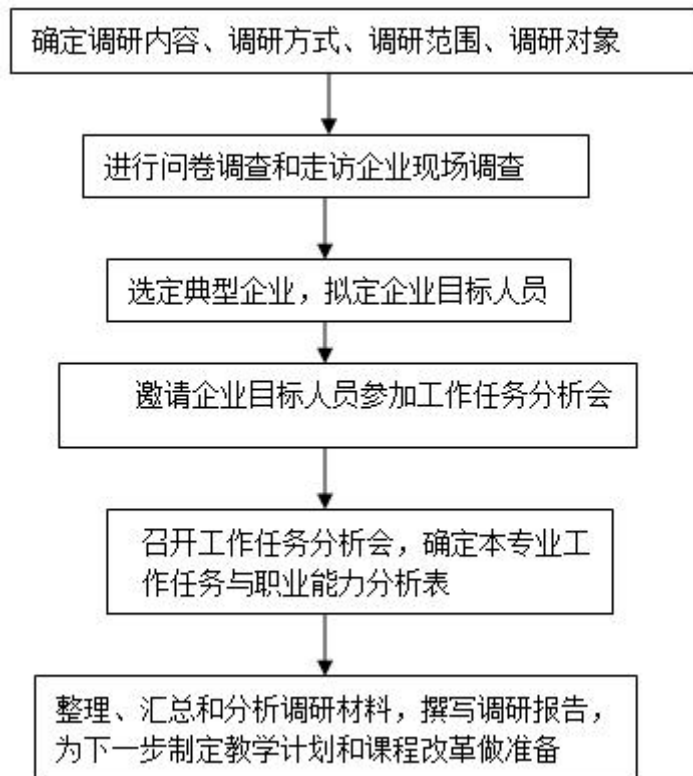 确定调研内容、调研方式、调研范围、调研对象
进行问卷调查和走访企业现场调查
选定典型企业，拟定企业目标人员
邀请企业目标人员参加工作任务分析会
召开工作任务分析会，确定本专业工
作任务与职业能力分析表
整理、汇总和分析调研材料，撰写调研报告，
为下一步制定教学计划和课程改革做准备